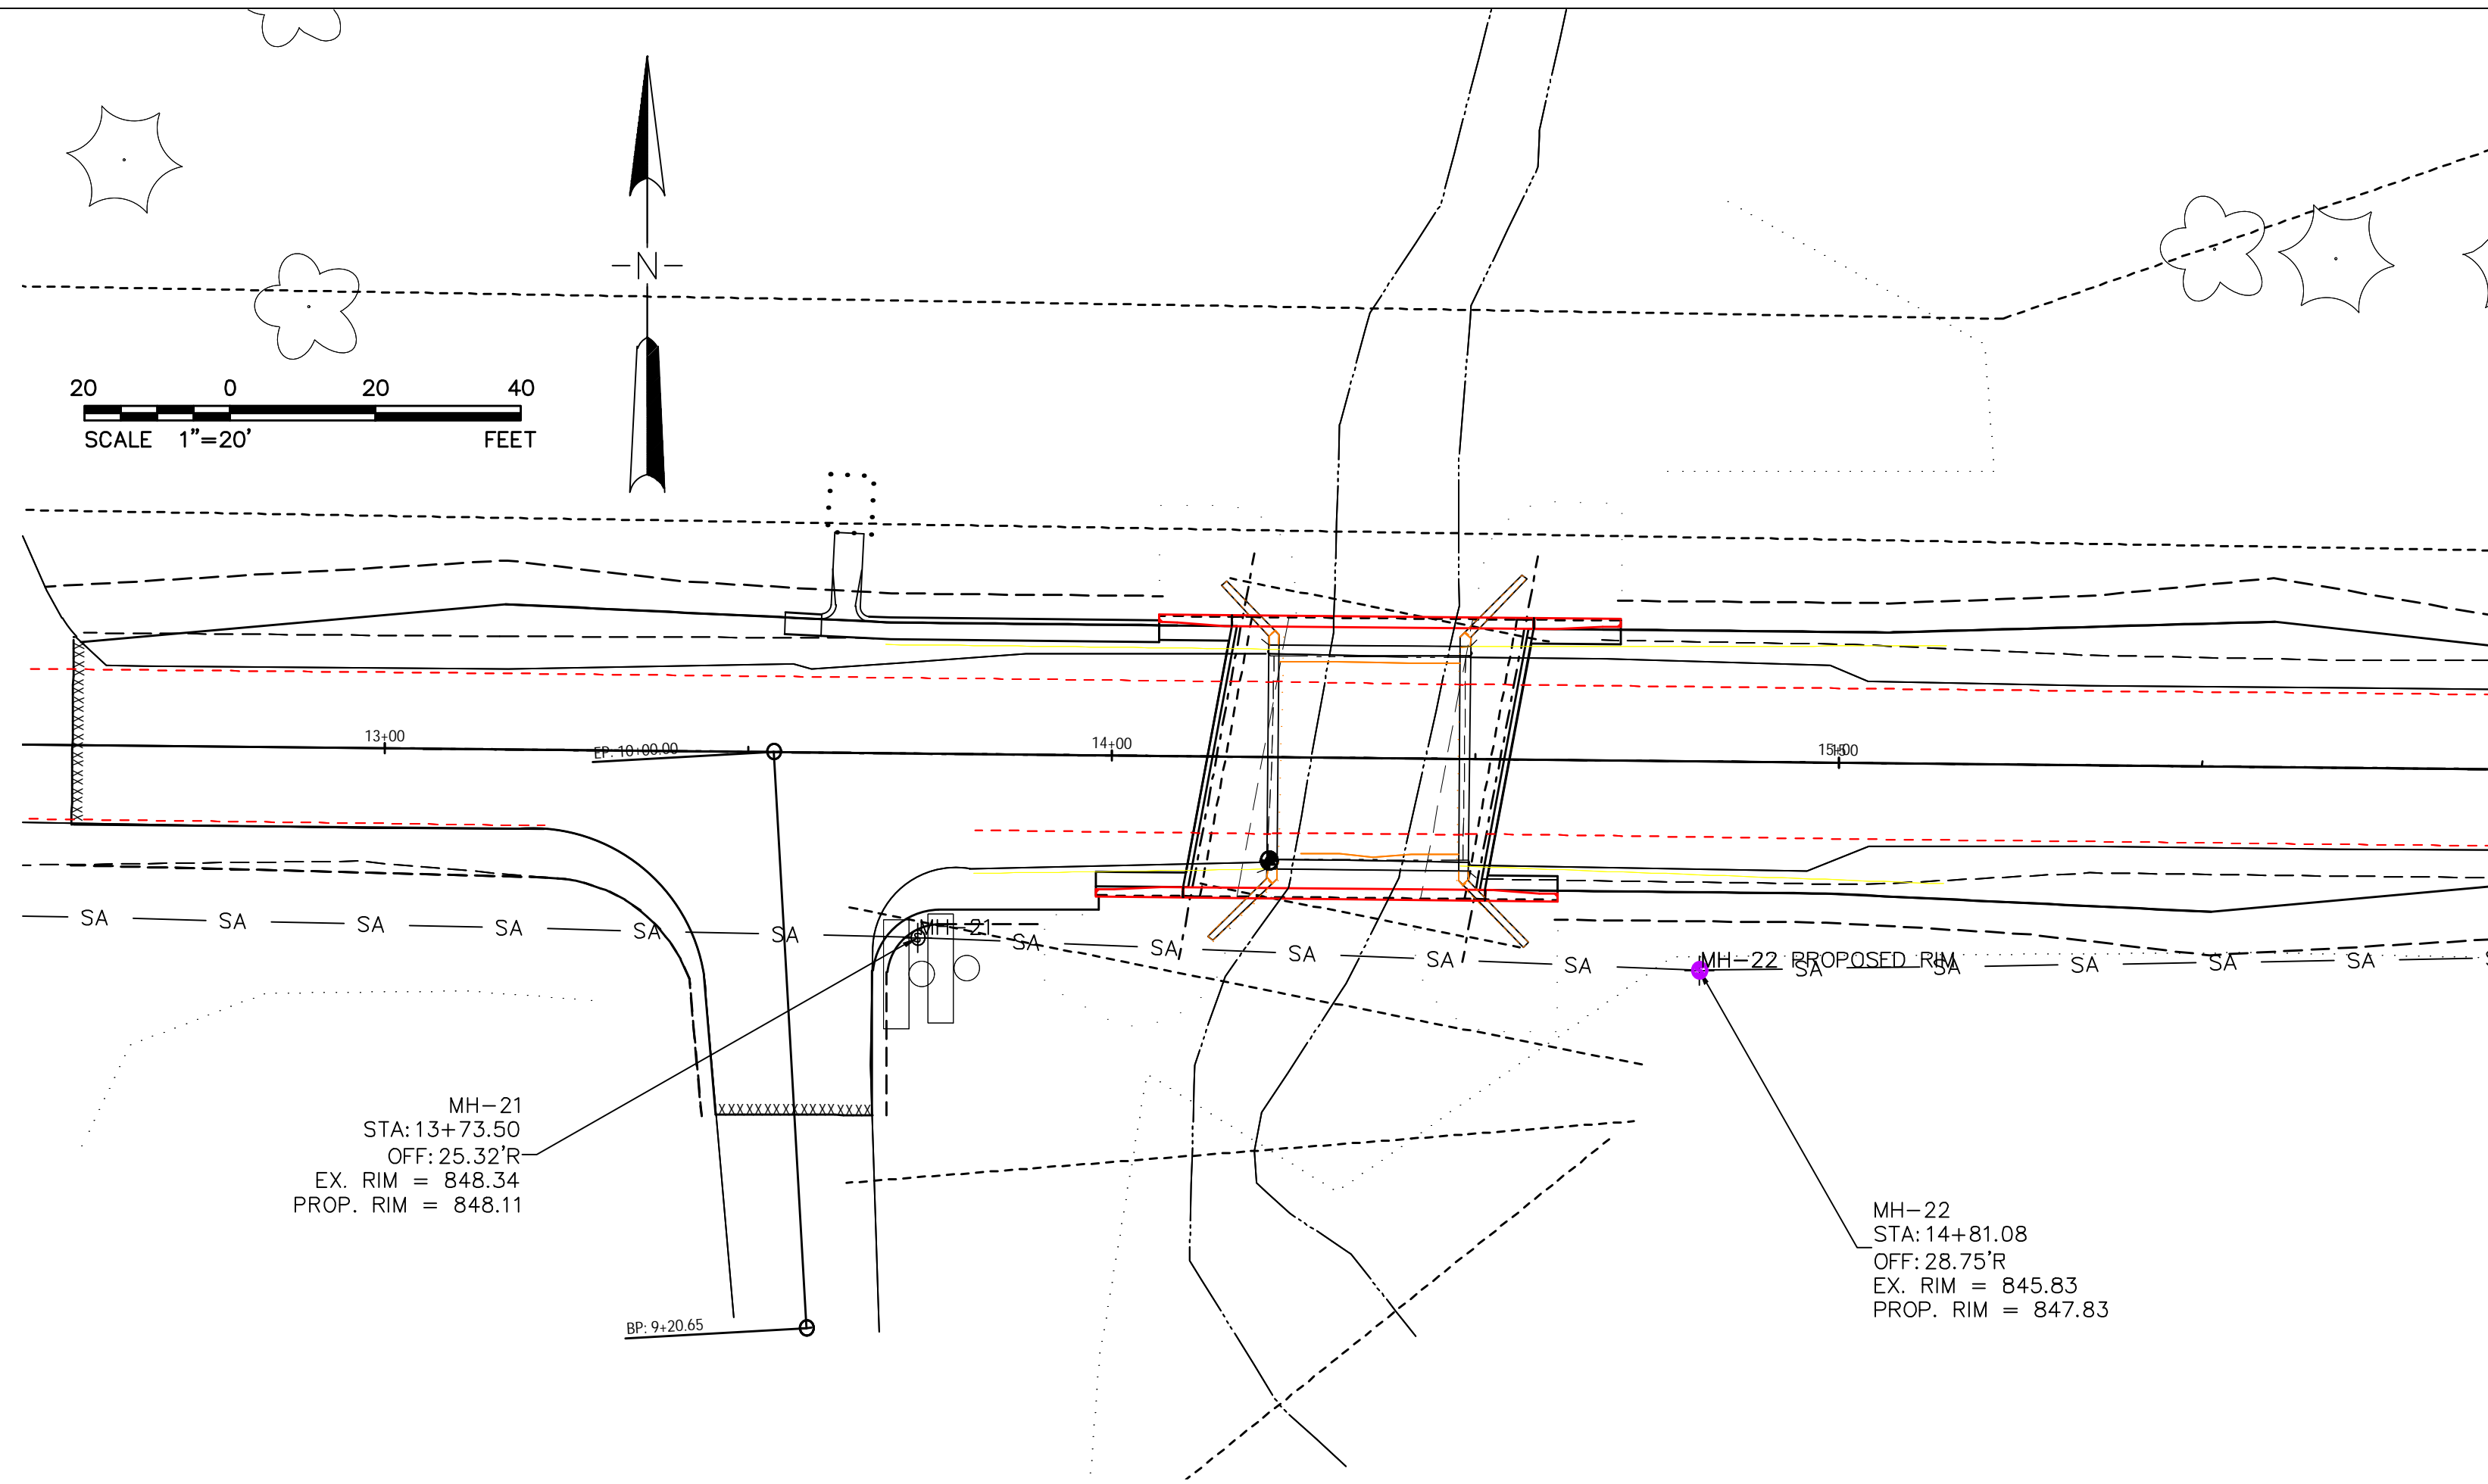 N
20 0 20 40
SCALE 1"=20' FEET
13+00
EP: 10+00.00
14+00
15+00
SA SA SA SA SA SA SA SA SA SA SA SA SA SA SA SA SA
MH-21
MH-22 PROPOSED RIM
MH-21
STA:13+73.50
OFF:25.32'R
EX. RIM = 848.34
PROP. RIM = 848.11
MH-22
STA:14+81.08
OFF:28.75'R
EX. RIM = 845.83
PROP. RIM = 847.83
BP: 9+20.65